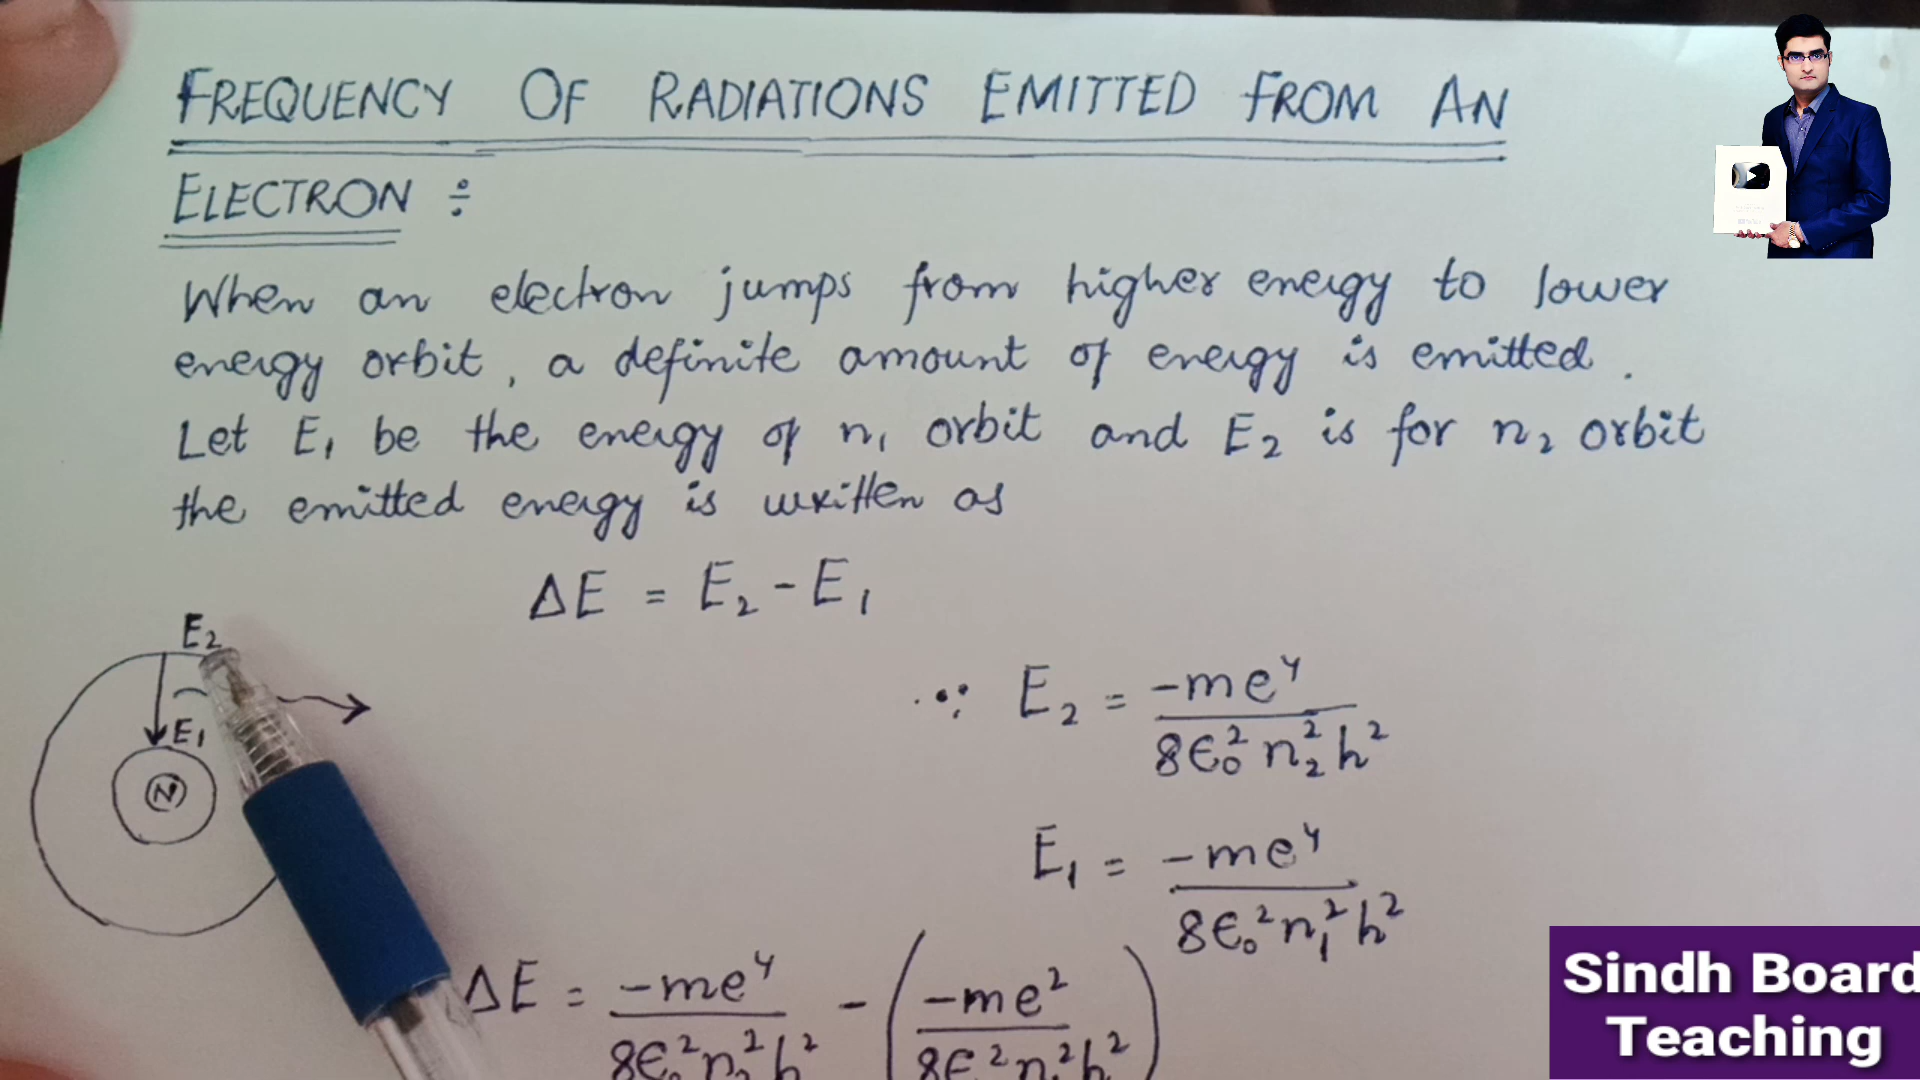 FREQUENCY OF RADIATIONS EMITTED FROM AN
ELECTRON ÷
When an electron jumps from higher energy to lower
energy orbit, a definite amount of energy is emitted.
Let E₁ be the energy of n₁ orbit and E₂ is for n₂ orbit
the emitted energy is written as
ΔE = E₂ - E₁
E₂
E₁
N
∵ E₂ = -me⁴ / 8ϵ₀²n₂²h²
E₁ = -me⁴ / 8ϵ₀²n₁²h²
ΔE = -me⁴ / 8ϵ₀²n₂²h² - (-me² / 8ϵ₀²n₁²h²)
Sindh Board
Teaching